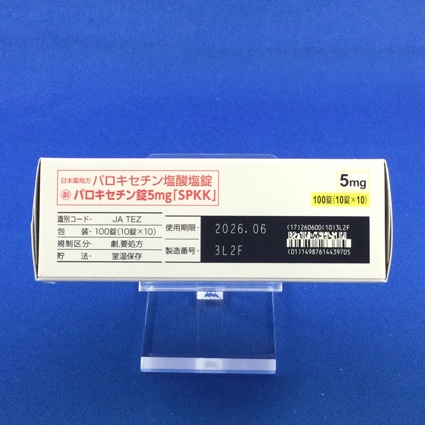 日本薬局方 パロキセチン塩酸塩錠
劇 パロキセチン錠5mg「SPKK」
5mg
100錠(10錠×10)
識別コード・ JA TEZ
包 装・100錠(10錠×10)
規制区分・ 劇,要処方
貯 法・ 室温保存
使用期限・ 2026.06
製造番号・ 3L2F
(17)260600(10)3L2F
(01)14987614439705